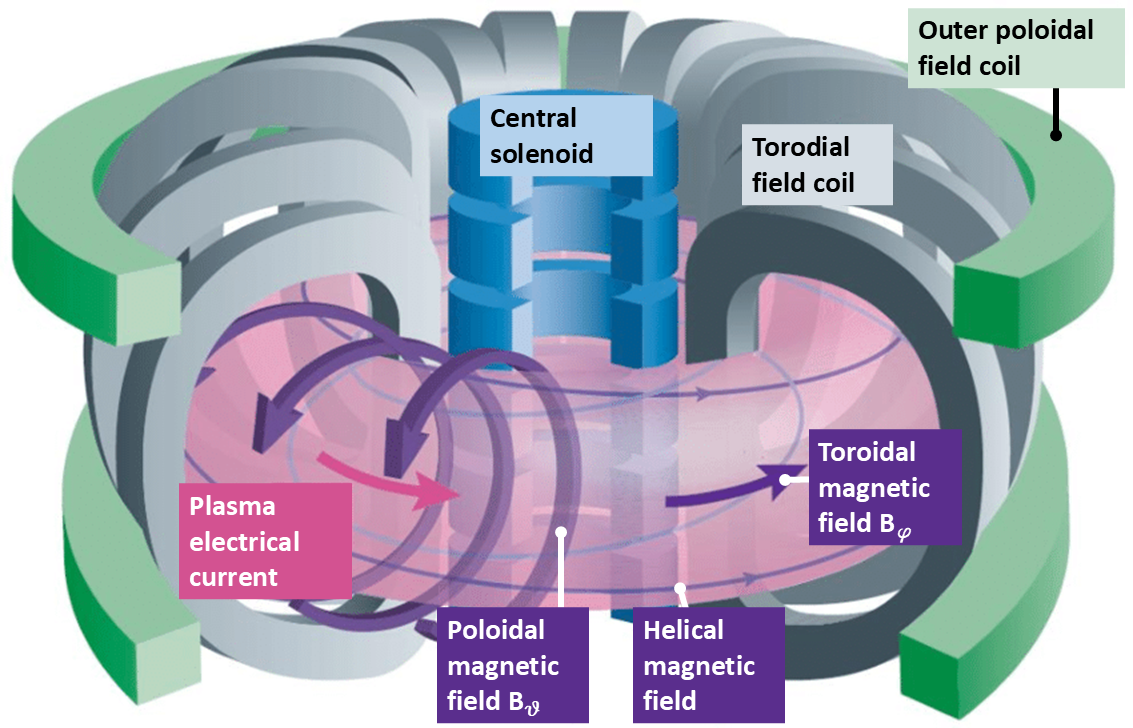 Outer poloidal
field coil
Central
solenoid
Torodial
field coil
Toroidal
magnetic
field B𝜑
Plasma
electrical
current
Poloidal
magnetic
field B𝜗
Helical
magnetic
field